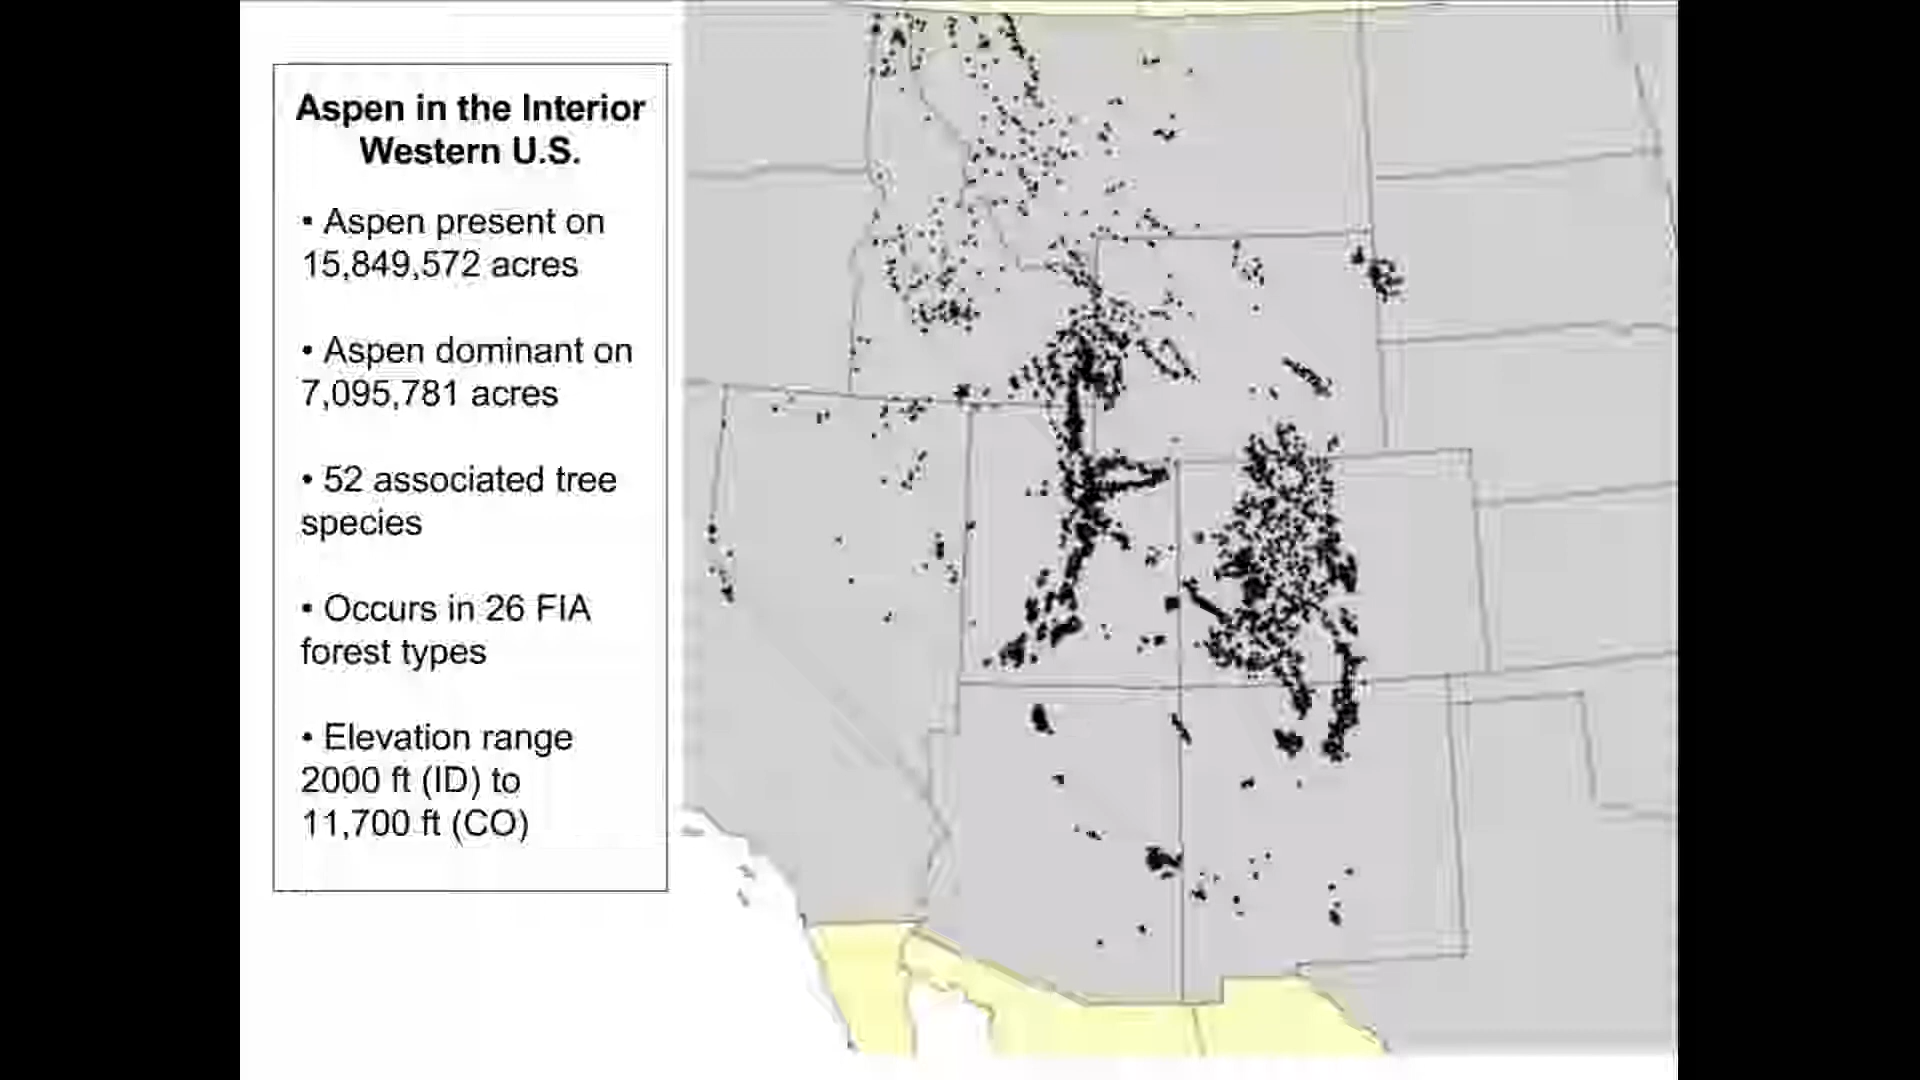 Aspen in the Interior
Western U.S.
• Aspen present on
15,849,572 acres
• Aspen dominant on
7,095,781 acres
• 52 associated tree
species
• Occurs in 26 FIA
forest types
• Elevation range
2000 ft (ID) to
11,700 ft (CO)